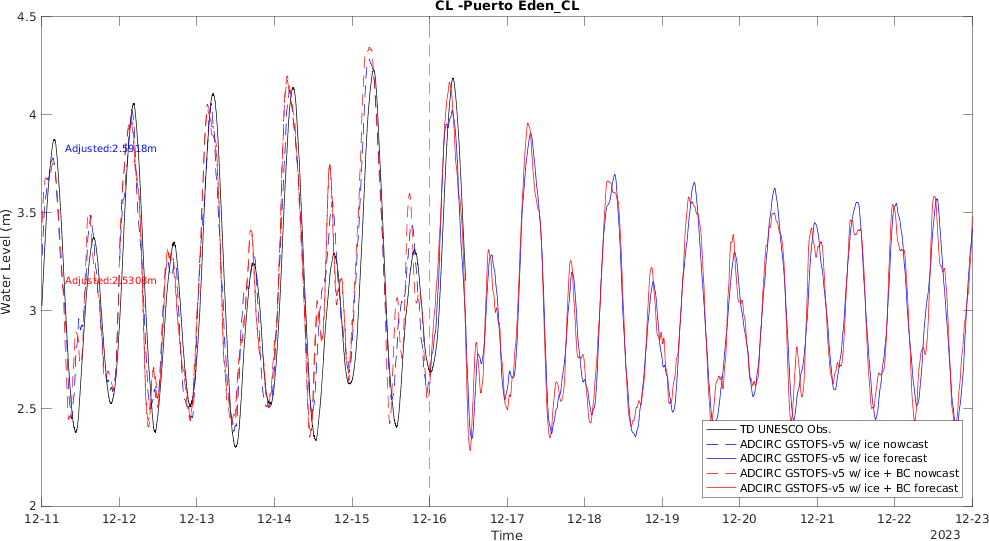 CL -Puerto Eden_CL
4.5
4
3.5
3
2.5
2
Water Level (m)
Adjusted:2.5918m
Adjusted:2.5308m
TD UNESCO Obs.
ADCIRC GSTOFS-v5 w/ ice nowcast
ADCIRC GSTOFS-v5 w/ ice forecast
ADCIRC GSTOFS-v5 w/ ice + BC nowcast
ADCIRC GSTOFS-v5 w/ ice + BC forecast
12-11 12-12 12-13 12-14 12-15 12-16 12-17 12-18 12-19 12-20 12-21 12-22 12-23
Time
2023